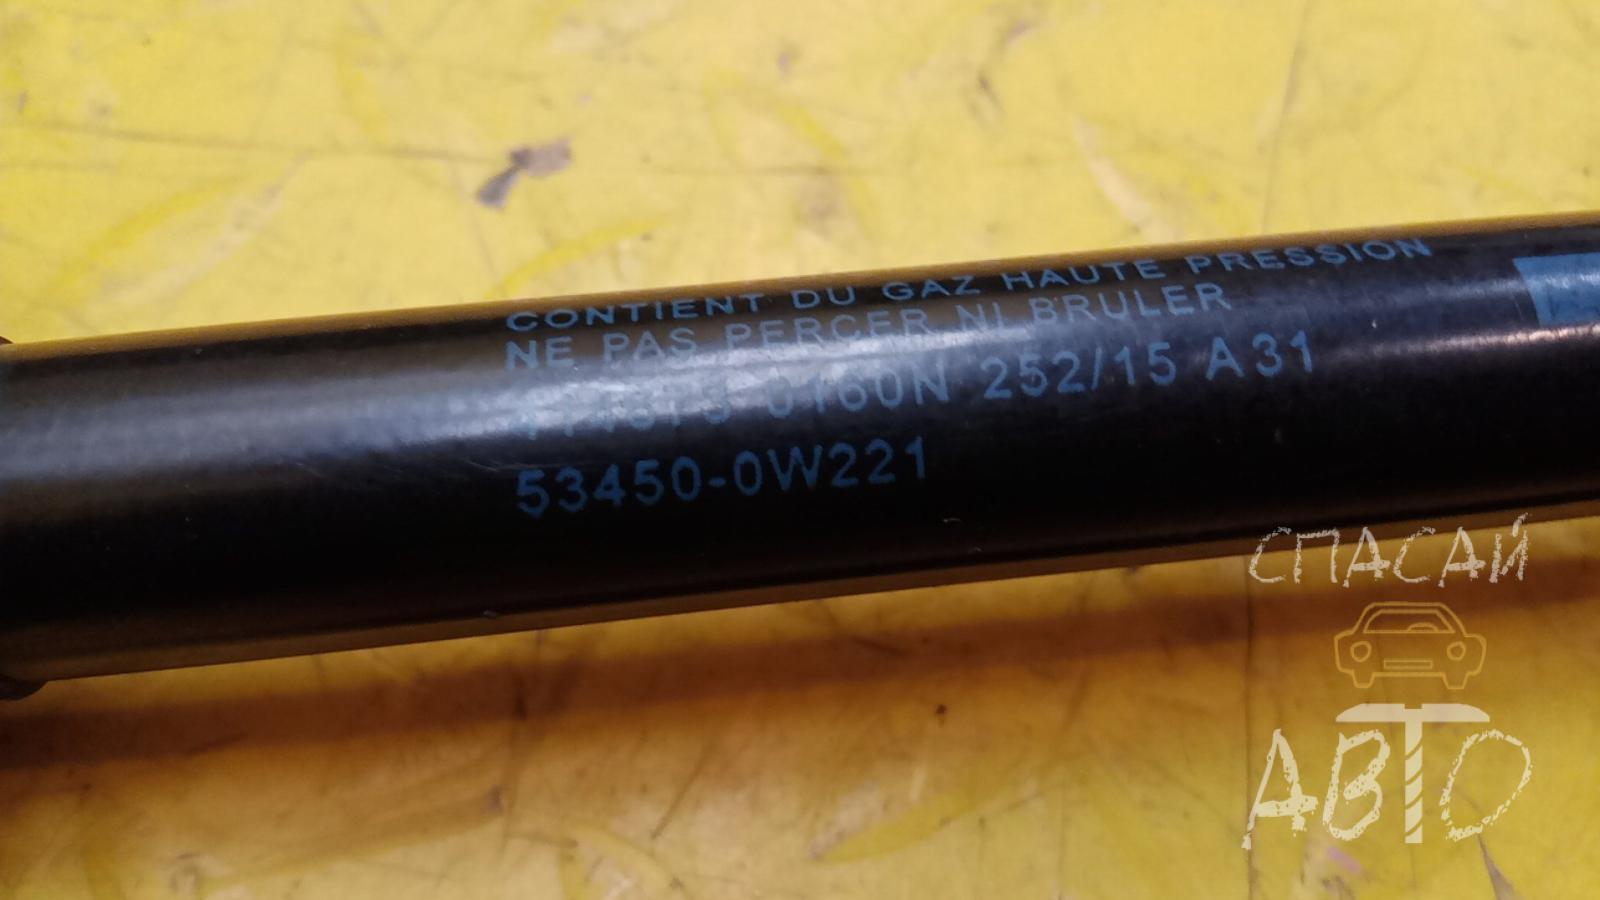 CONTIENT DU GAZ HAUTE PRESSION
NE PAS PERCER NI BRULER
0160N 252/15 A31
53450-0W221
СПАСАЙ
АВТО